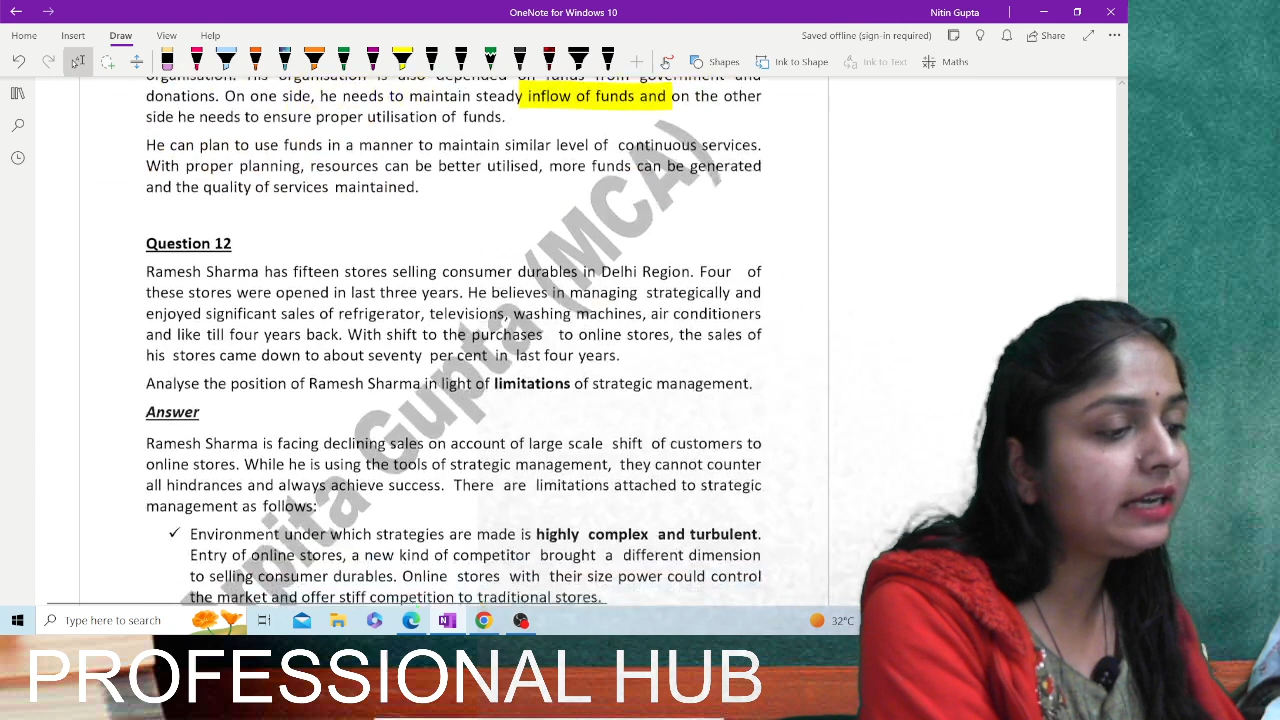 OneNote for Windows 10
Nitin Gupta
Home Insert Draw View Help
Saved offline (sign-in required)
Share
Shapes
Ink to Shape
Ink to Text
Maths
organisation. His organisation is also depended on funds from government and
donations. On one side, he needs to maintain steady inflow of funds and on the other
side he needs to ensure proper utilisation of funds.
He can plan to use funds in a manner to maintain similar level of continuous services.
With proper planning, resources can be better utilised, more funds can be generated
and the quality of services maintained.
Question 12
Ramesh Sharma has fifteen stores selling consumer durables in Delhi Region. Four of
these stores were opened in last three years. He believes in managing strategically and
enjoyed significant sales of refrigerator, televisions, washing machines, air conditioners
and like till four years back. With shift to the purchases to online stores, the sales of
his stores came down to about seventy per cent in last four years.
Analyse the position of Ramesh Sharma in light of limitations of strategic management.
Answer
Ramesh Sharma is facing declining sales on account of large scale shift of customers to
online stores. While he is using the tools of strategic management, they cannot counter
all hindrances and always achieve success. There are limitations attached to strategic
management as follows:
✓ Environment under which strategies are made is highly complex and turbulent.
Entry of online stores, a new kind of competitor brought a different dimension
to selling consumer durables. Online stores with their size power could control
the market and offer stiff competition to traditional stores.
Gupta (MCA)
Type here to search
32°C
PROFESSIONAL HUB